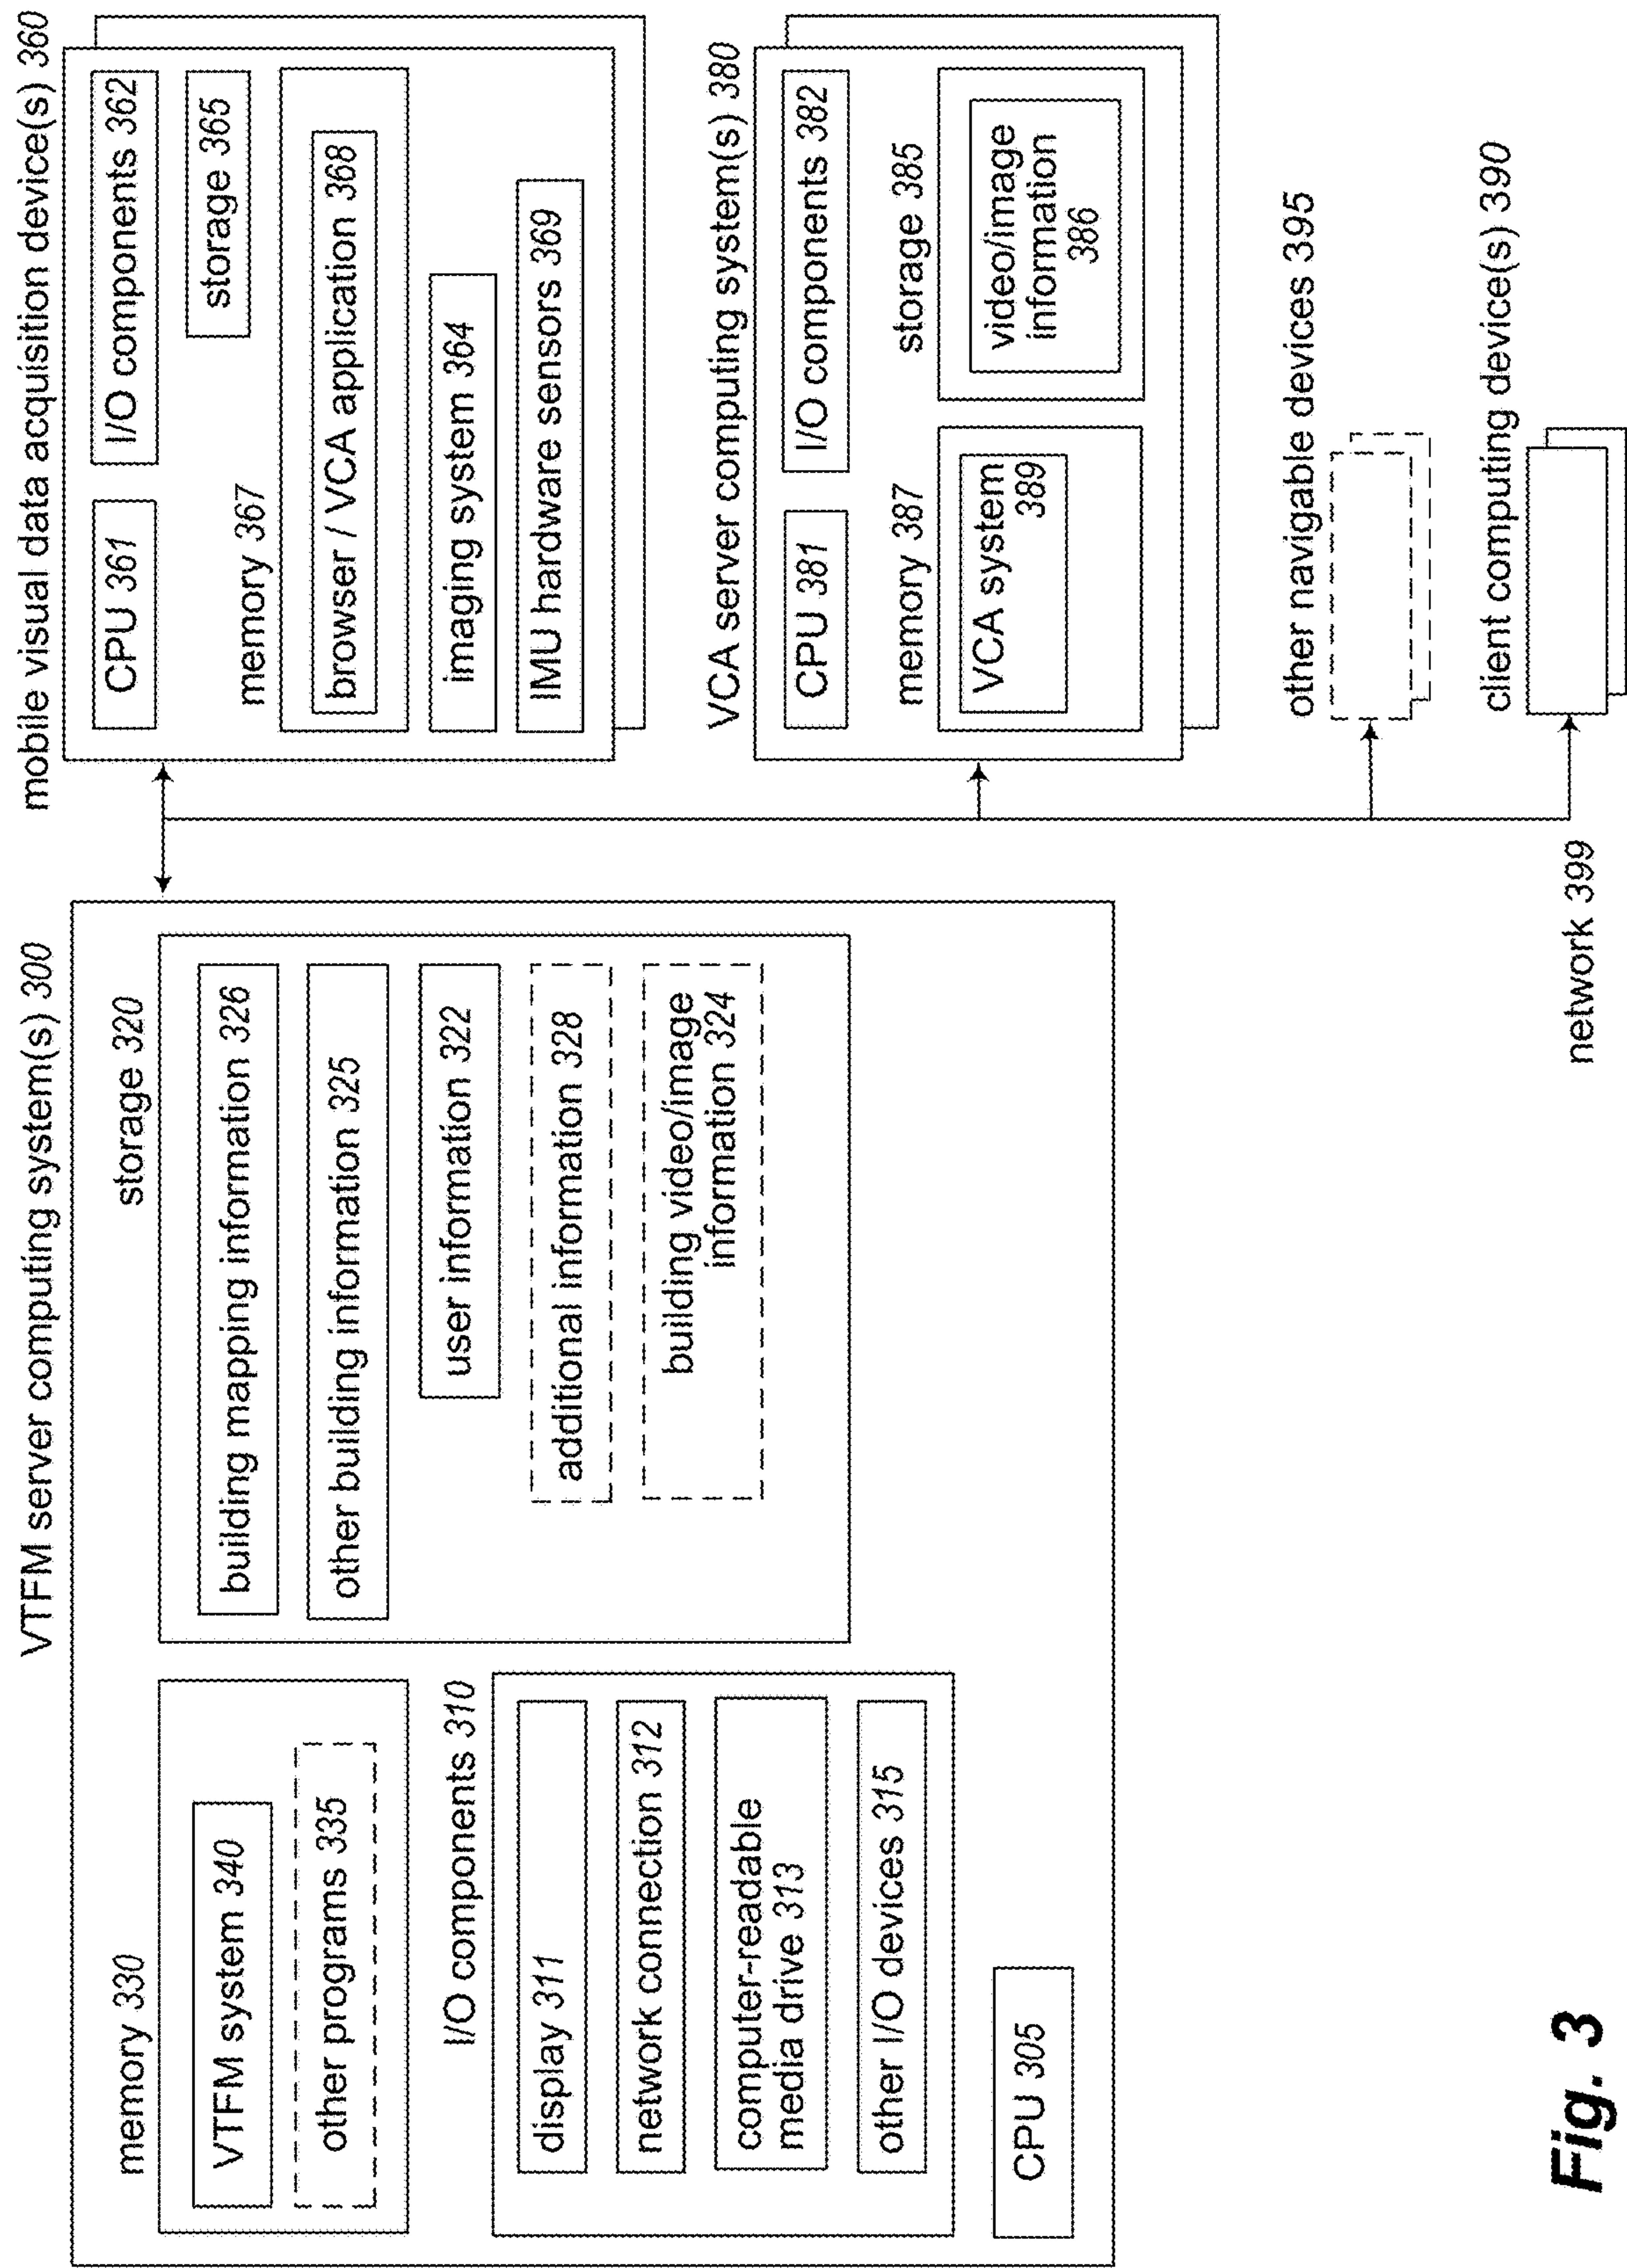 VTFM server computing system(s) 300
memory 330
VTFM system 340
other programs 335
I/O components 310
display 311
network connection 312
computer-readable
media drive 313
other I/O devices 315
CPU 305
storage 320
building mapping information 326
other building information 325
user information 322
additional information 328
building video/image
information 324
mobile visual data acquisition device(s) 360
CPU 361
I/O components 362
storage 365
memory 367
browser / VCA application 368
imaging system 364
IMU hardware sensors 369
VCA server computing system(s) 380
CPU 381
I/O components 382
memory 387
VCA system
389
storage 385
video/image
information
386
other navigable devices 395
client computing device(s) 390
network 399
Fig. 3